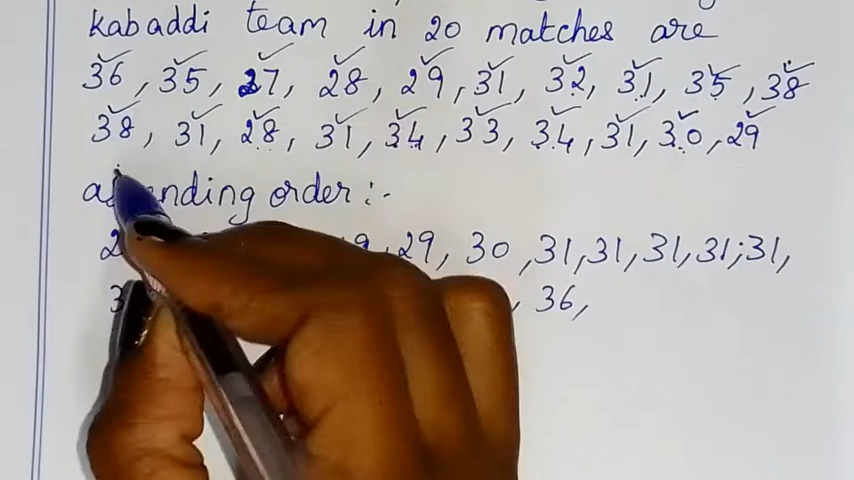 kabaddi team in 20 matches are
36, 35, 27, 28, 29, 31, 32, 31, 35, 38
38, 31, 28, 31, 34, 33, 34, 31, 30, 29
order :-
29, 30, 31, 31, 31, 31, 31,
36,